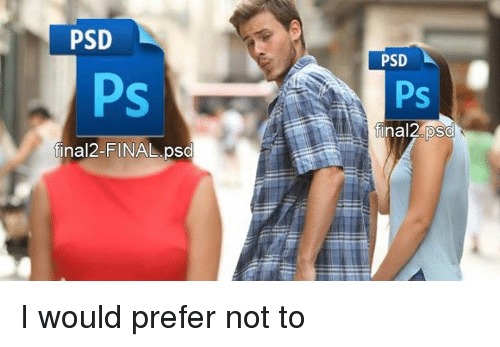 PSD
Ps
final2-FINAL.psd
PSD
Ps
final2.psd
I would prefer not to